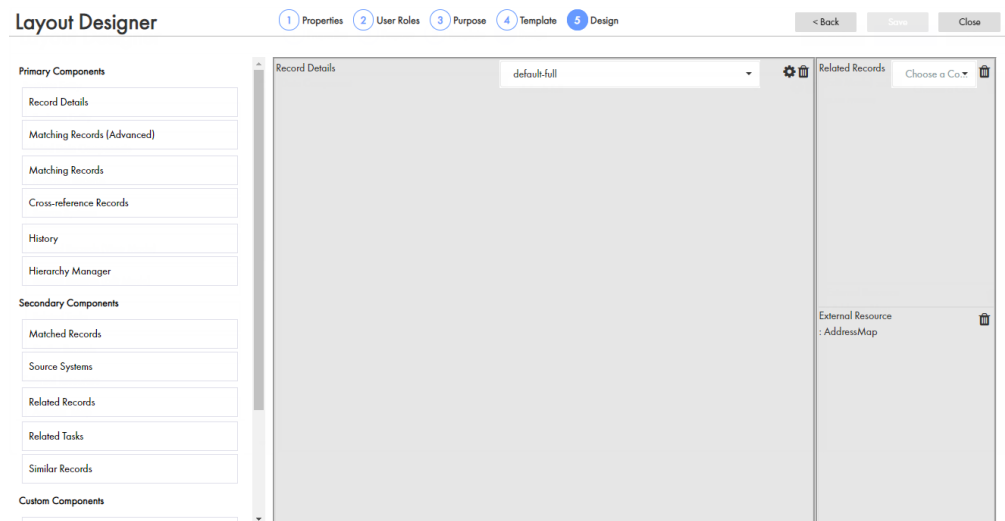 Layout Designer
1 Properties 2 User Roles 3 Purpose 4 Template 5 Design
< Back Save Close
Primary Components
Record Details
Matching Records (Advanced)
Matching Records
Cross-reference Records
History
Hierarchy Manager
Secondary Components
Matched Records
Source Systems
Related Records
Related Tasks
Similar Records
Custom Components
Record Details default-full
Related Records Choose a Co.
External Resource
: AddressMap